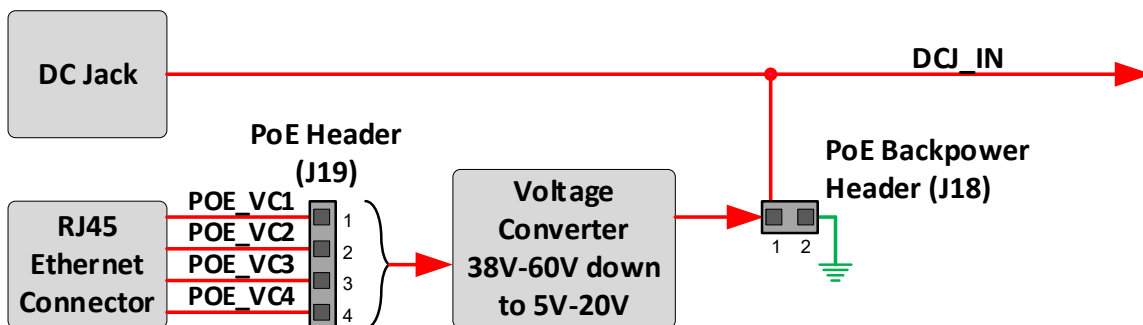 DC Jack
DCJ_IN
PoE Header
(J19)
PoE Backpower
Header (J18)
RJ45
Ethernet
Connector
POE_VC1
POE_VC2
POE_VC3
POE_VC4
1
2
3
4
Voltage
Converter
38V-60V down
to 5V-20V
1 2